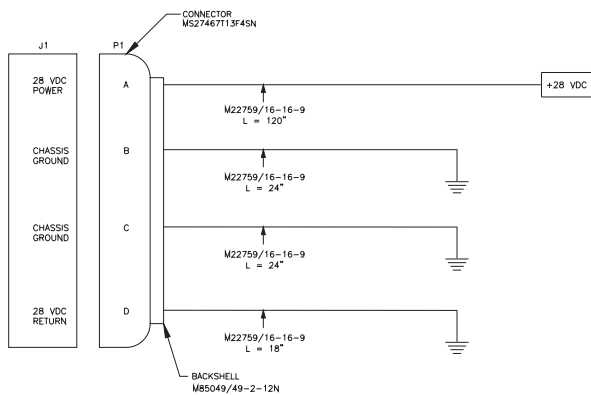 CONNECTOR
MS27467T13F4SN
J1
P1
28 VDC
POWER
A
+28 VDC
M22759/16-16-9
L = 120"
CHASSIS
GROUND
B
M22759/16-16-9
L = 24"
CHASSIS
GROUND
C
M22759/16-16-9
L = 24"
28 VDC
RETURN
D
M22759/16-16-9
L = 18"
BACKSHELL
M85049/49-2-12N